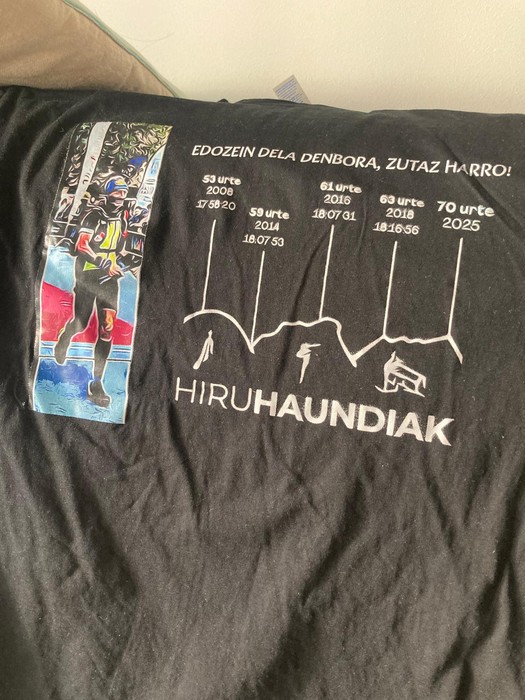 EDOZEIN DELA DENBORA, ZUTAZ HARRO!
53 urte
2008
17:58:20
59 urte
2014
18:07:53
61 urte
2016
18:07:31
63 urte
2018
18:16:56
70 urte
2025
HIRUHAUNDIAK